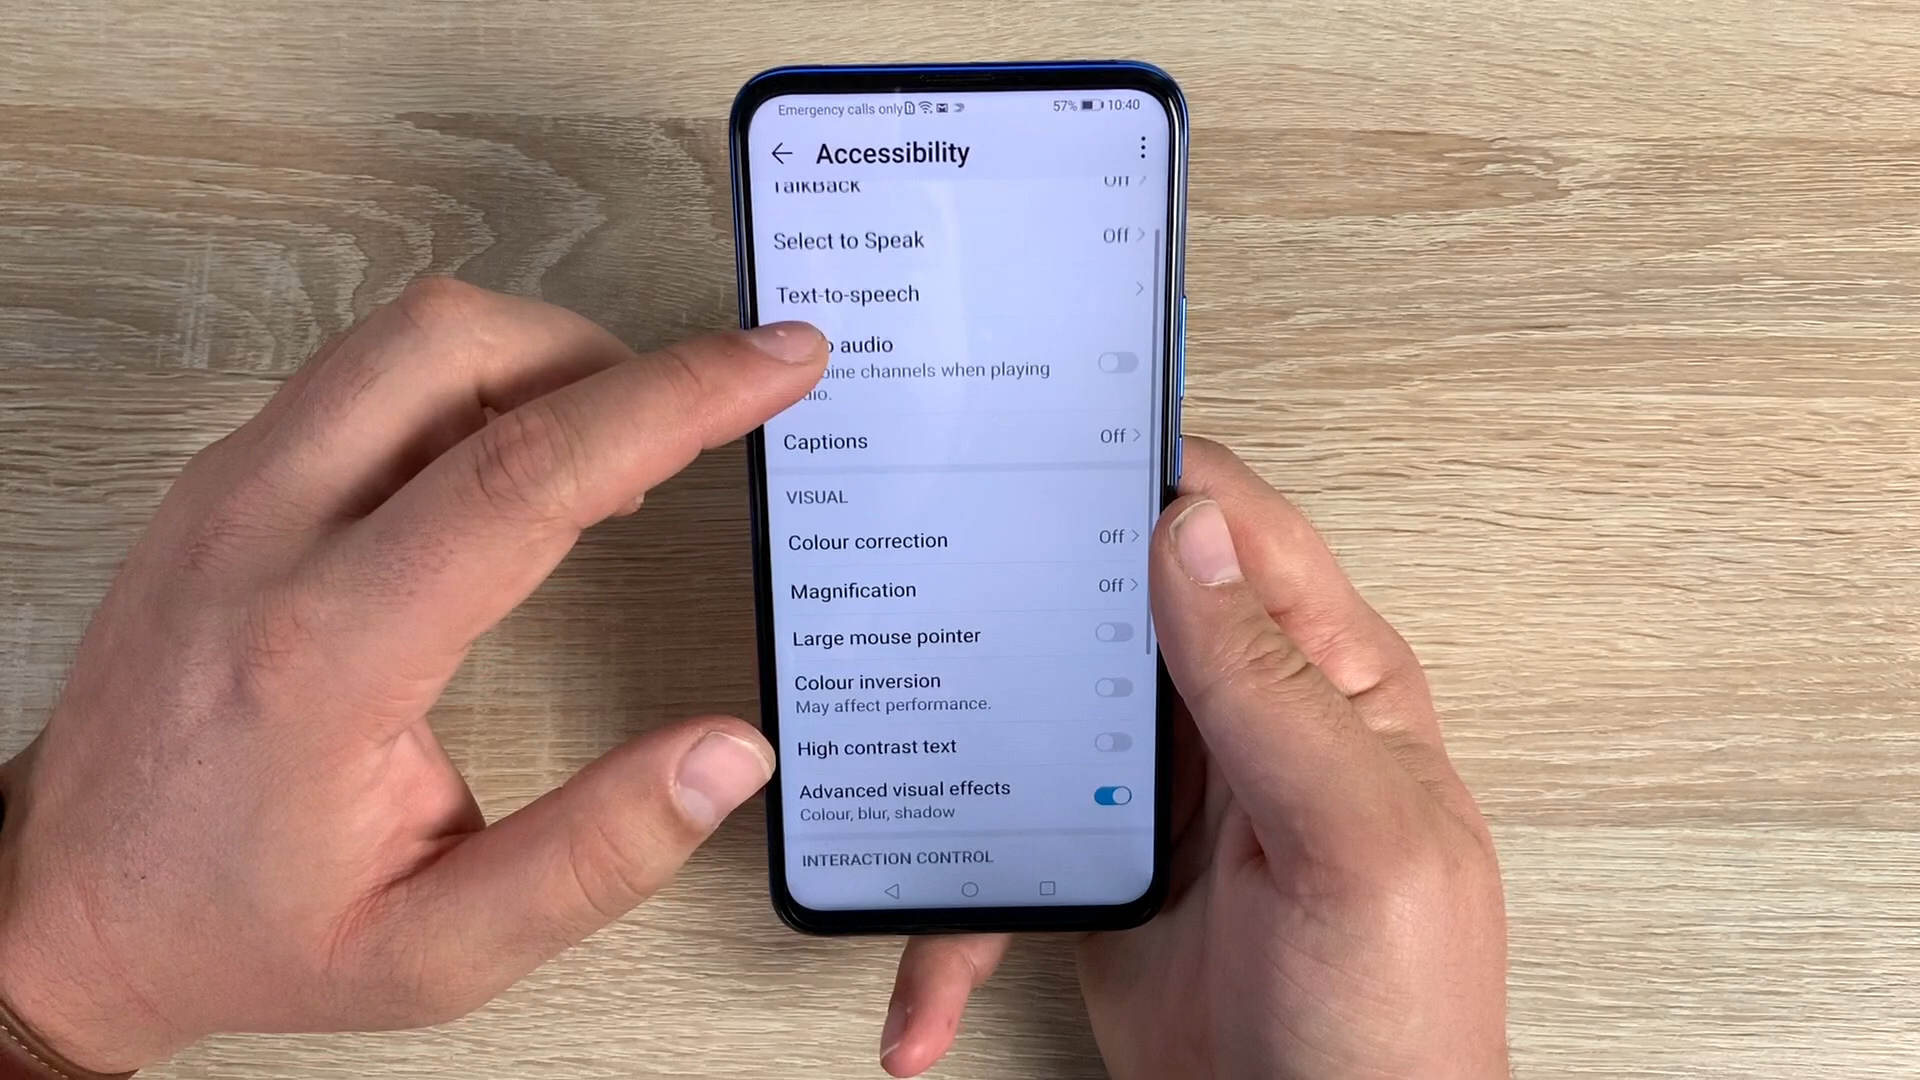 Emergency calls only 57% 10:40
Accessibility
TalkBack Off
Select to Speak Off
Text-to-speech
audio
channels when playing
Captions Off
VISUAL
Colour correction Off
Magnification Off
Large mouse pointer
Colour inversion
May affect performance.
High contrast text
Advanced visual effects
Colour, blur, shadow
INTERACTION CONTROL